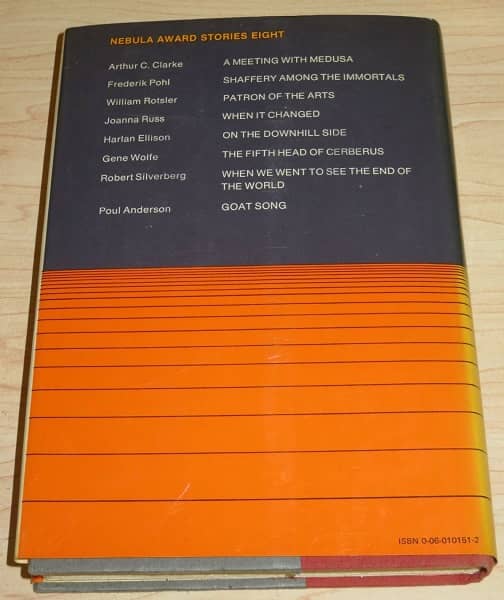 NEBULA AWARD STORIES EIGHT
Arthur C. Clarke A MEETING WITH MEDUSA
Frederik Pohl SHAFFERY AMONG THE IMMORTALS
William Rotsler PATRON OF THE ARTS
Joanna Russ WHEN IT CHANGED
Harlan Ellison ON THE DOWNHILL SIDE
Gene Wolfe THE FIFTH HEAD OF CERBERUS
Robert Silverberg WHEN WE WENT TO SEE THE END OF
THE WORLD
Poul Anderson GOAT SONG
ISBN 0-06-010151-2